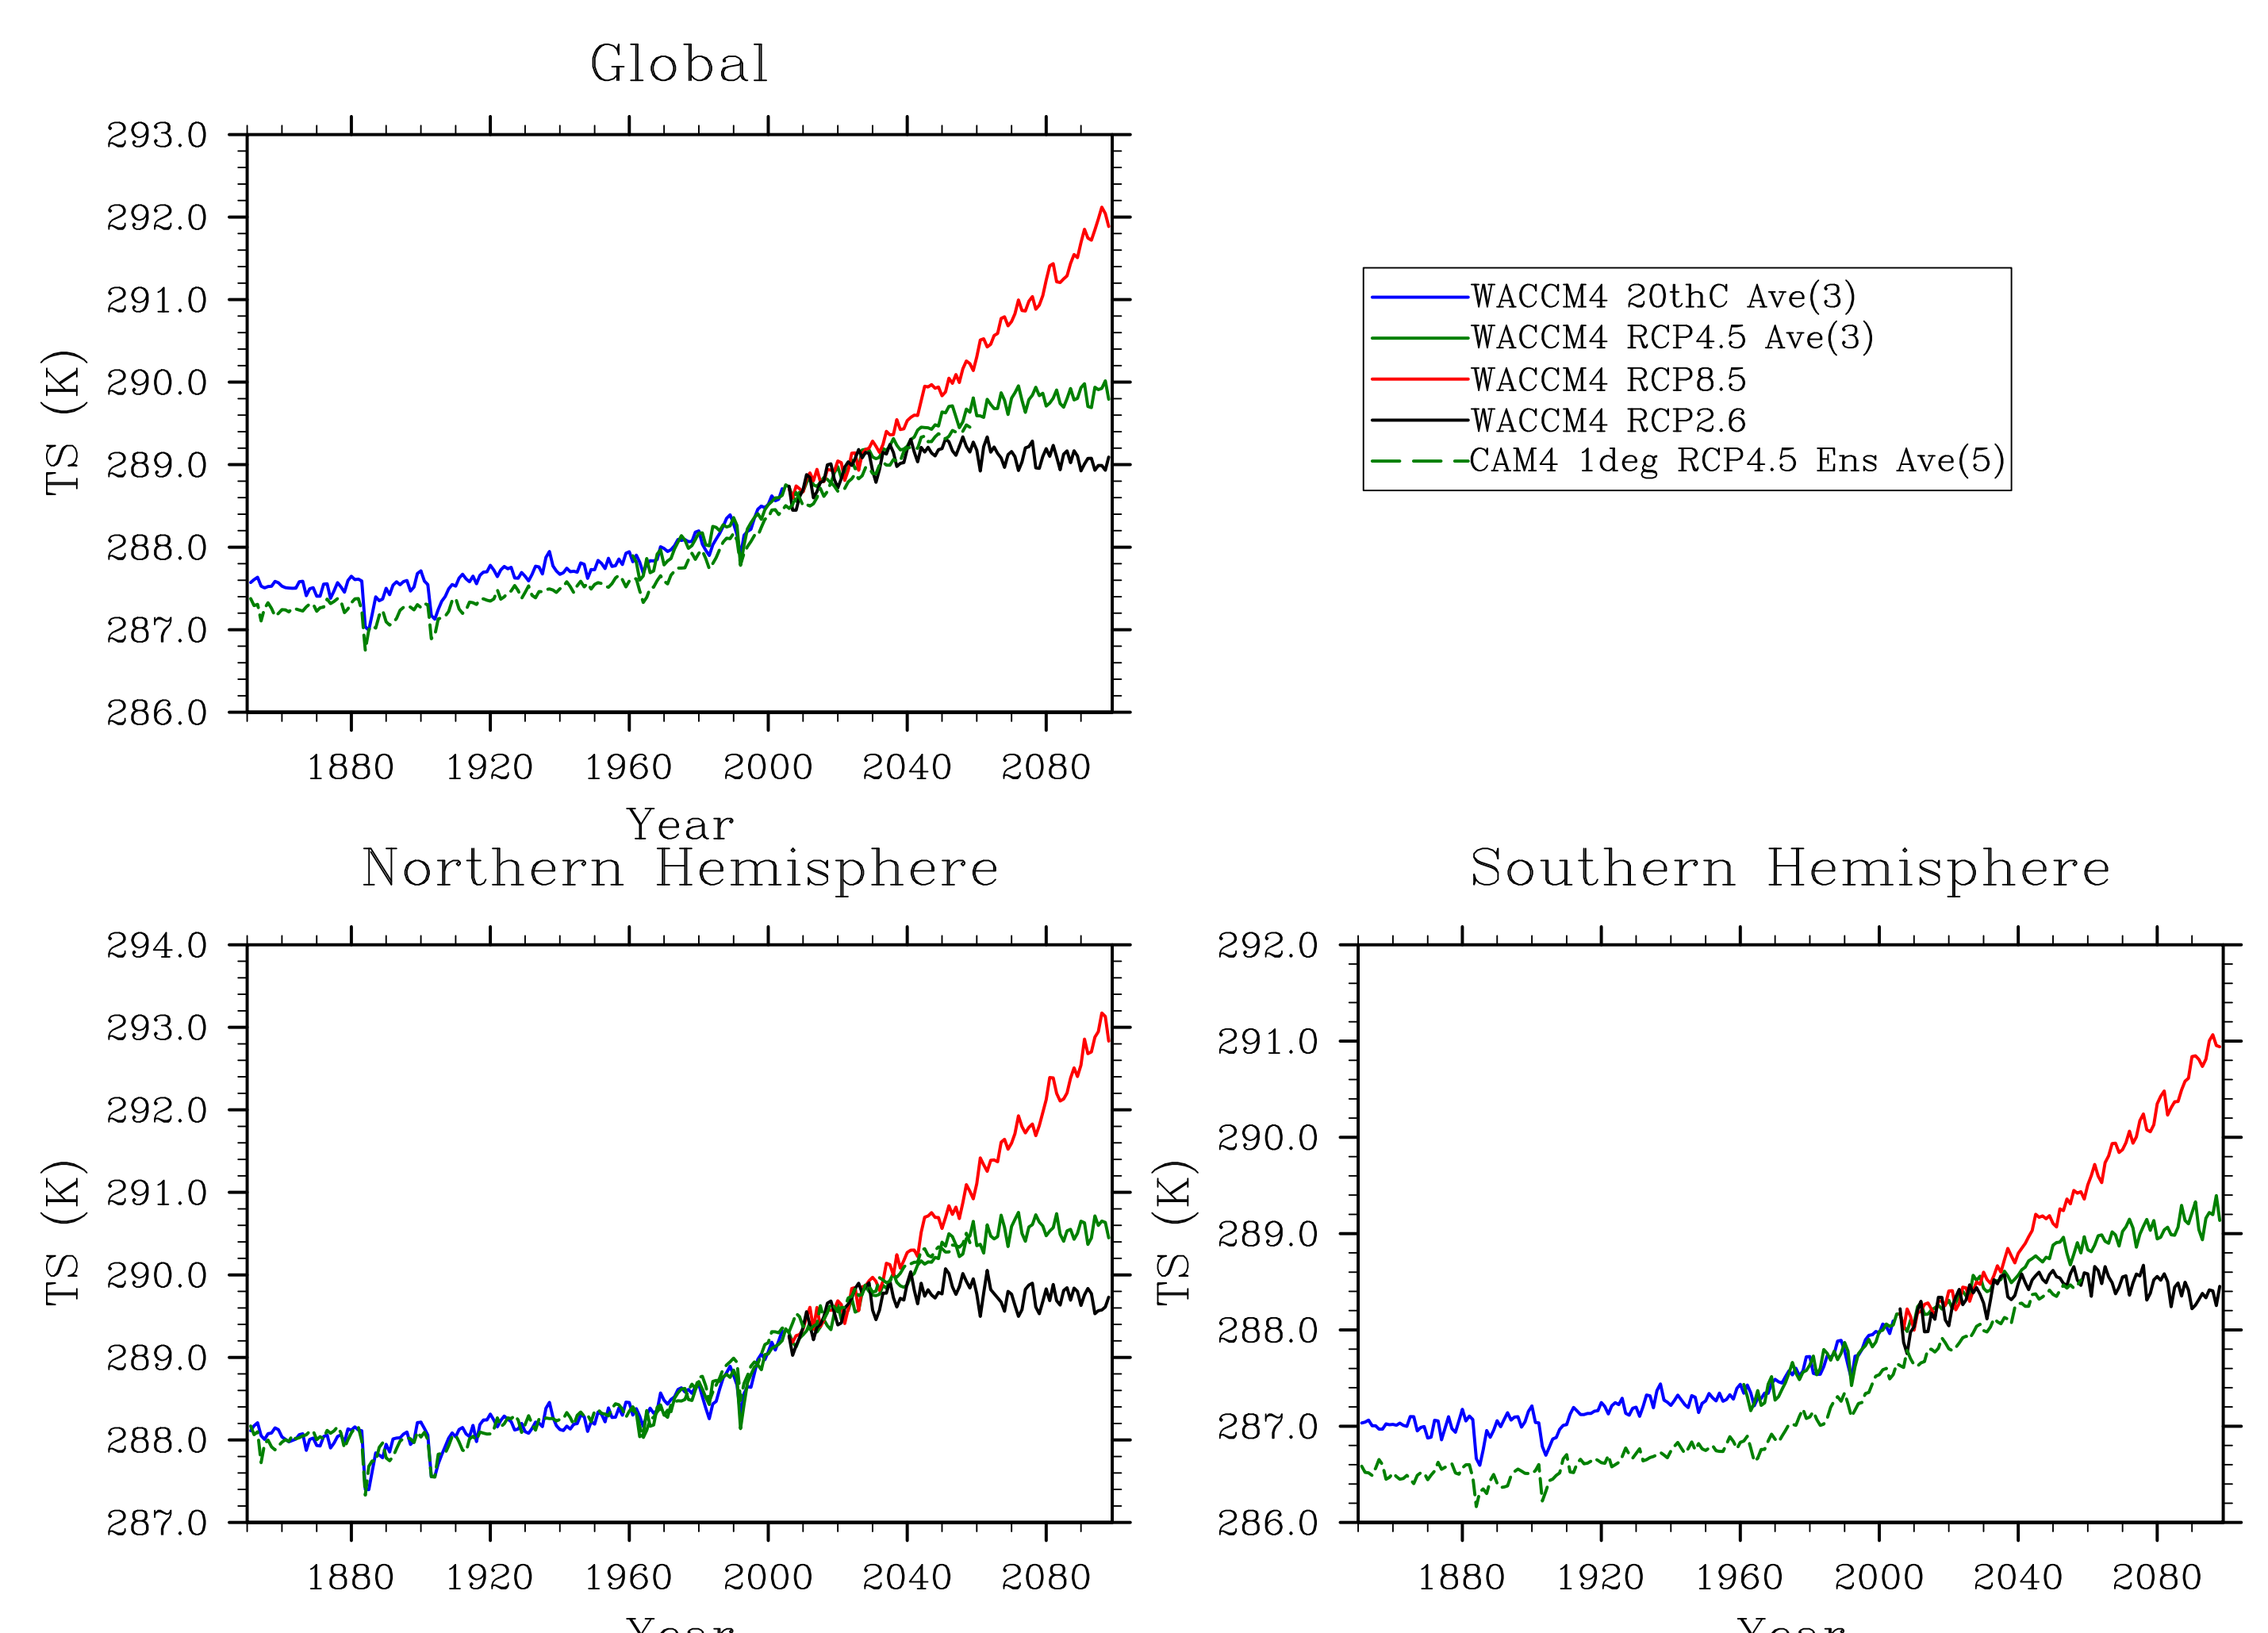 Global
293.0
292.0
291.0
290.0
289.0
288.0
287.0
286.0
TS (K)
1880 1920 1960 2000 2040 2080
Year
WACCM4 20thC Ave(3)
WACCM4 RCP4.5 Ave(3)
WACCM4 RCP8.5
WACCM4 RCP2.6
CAM4 1deg RCP4.5 Ens Ave(5)
Northern Hemisphere
294.0
293.0
292.0
291.0
290.0
289.0
288.0
287.0
TS (K)
1880 1920 1960 2000 2040 2080
Year
Southern Hemisphere
292.0
291.0
290.0
289.0
288.0
287.0
286.0
TS (K)
1880 1920 1960 2000 2040 2080
Year